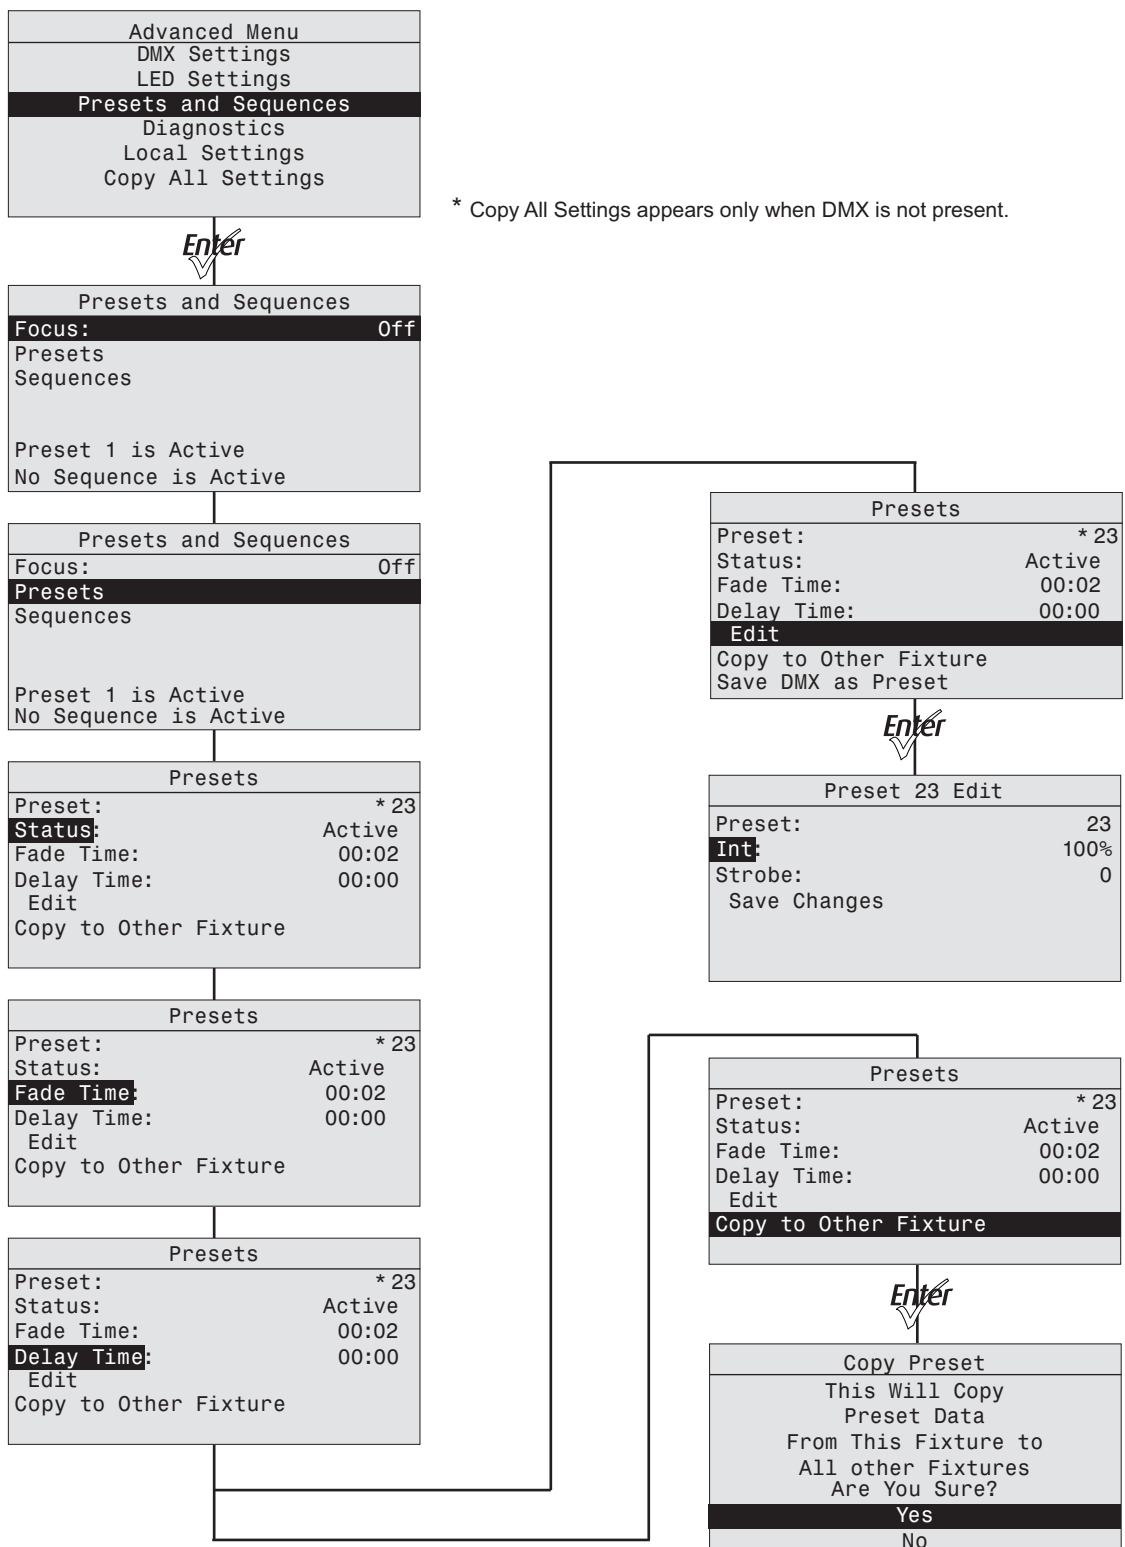 Advanced Menu
DMX Settings
LED Settings
Presets and Sequences
Diagnostics
Local Settings
Copy All Settings
* Copy All Settings appears only when DMX is not present.
Enter
Presets and Sequences
Focus: Off
Presets
Sequences
Preset 1 is Active
No Sequence is Active
Presets and Sequences
Focus: Off
Presets
Sequences
Preset 1 is Active
No Sequence is Active
Presets
Preset: * 23
Status: Active
Fade Time: 00:02
Delay Time: 00:00
Edit
Copy to Other Fixture
Presets
Preset: * 23
Status: Active
Fade Time: 00:02
Delay Time: 00:00
Edit
Copy to Other Fixture
Presets
Preset: * 23
Status: Active
Fade Time: 00:02
Delay Time: 00:00
Edit
Copy to Other Fixture
Presets
Preset: * 23
Status: Active
Fade Time: 00:02
Delay Time: 00:00
Edit
Copy to Other Fixture
Save DMX as Preset
Enter
Preset 23 Edit
Preset: 23
Int: 100%
Strobe: 0
Save Changes
Presets
Preset: * 23
Status: Active
Fade Time: 00:02
Delay Time: 00:00
Edit
Copy to Other Fixture
Enter
Copy Preset
This Will Copy
Preset Data
From This Fixture to
All other Fixtures
Are You Sure?
Yes
No